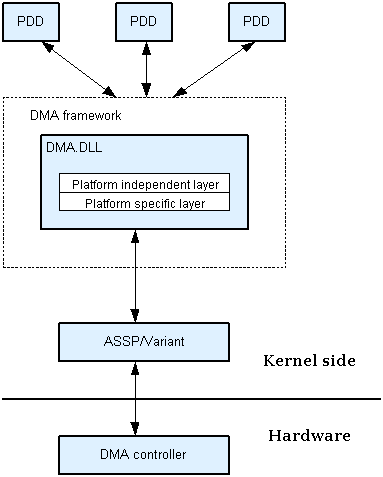 PDD PDD PDD
DMA framework
DMA.DLL
Platform independent layer
Platform specific layer
ASSP/Variant
Kernel side
Hardware
DMA controller